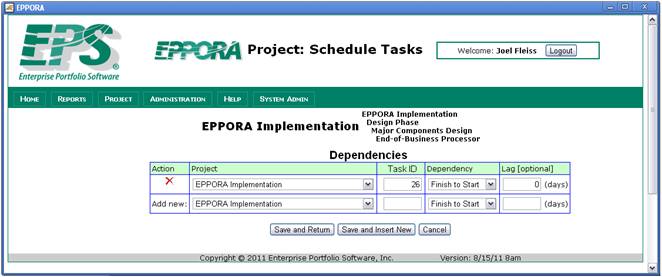 EPPORA
EPS®
Enterprise Portfolio Software
EPPORA Project: Schedule Tasks
Welcome: Joel Fleiss Logout
HOME REPORTS PROJECT ADMINISTRATION HELP SYSTEM ADMIN
EPPORA Implementation
EPPORA Implementation
Design Phase
Major Components Design
End-of-Business Processor
Dependencies
Action Project Task ID Dependency Lag [optional]
EPPORA Implementation 26 Finish to Start 0 (days)
Add new: EPPORA Implementation Finish to Start (days)
Save and Return Save and Insert New Cancel
Copyright © 2011 Enterprise Portfolio Software, Inc. Version: 8/15/11 8am